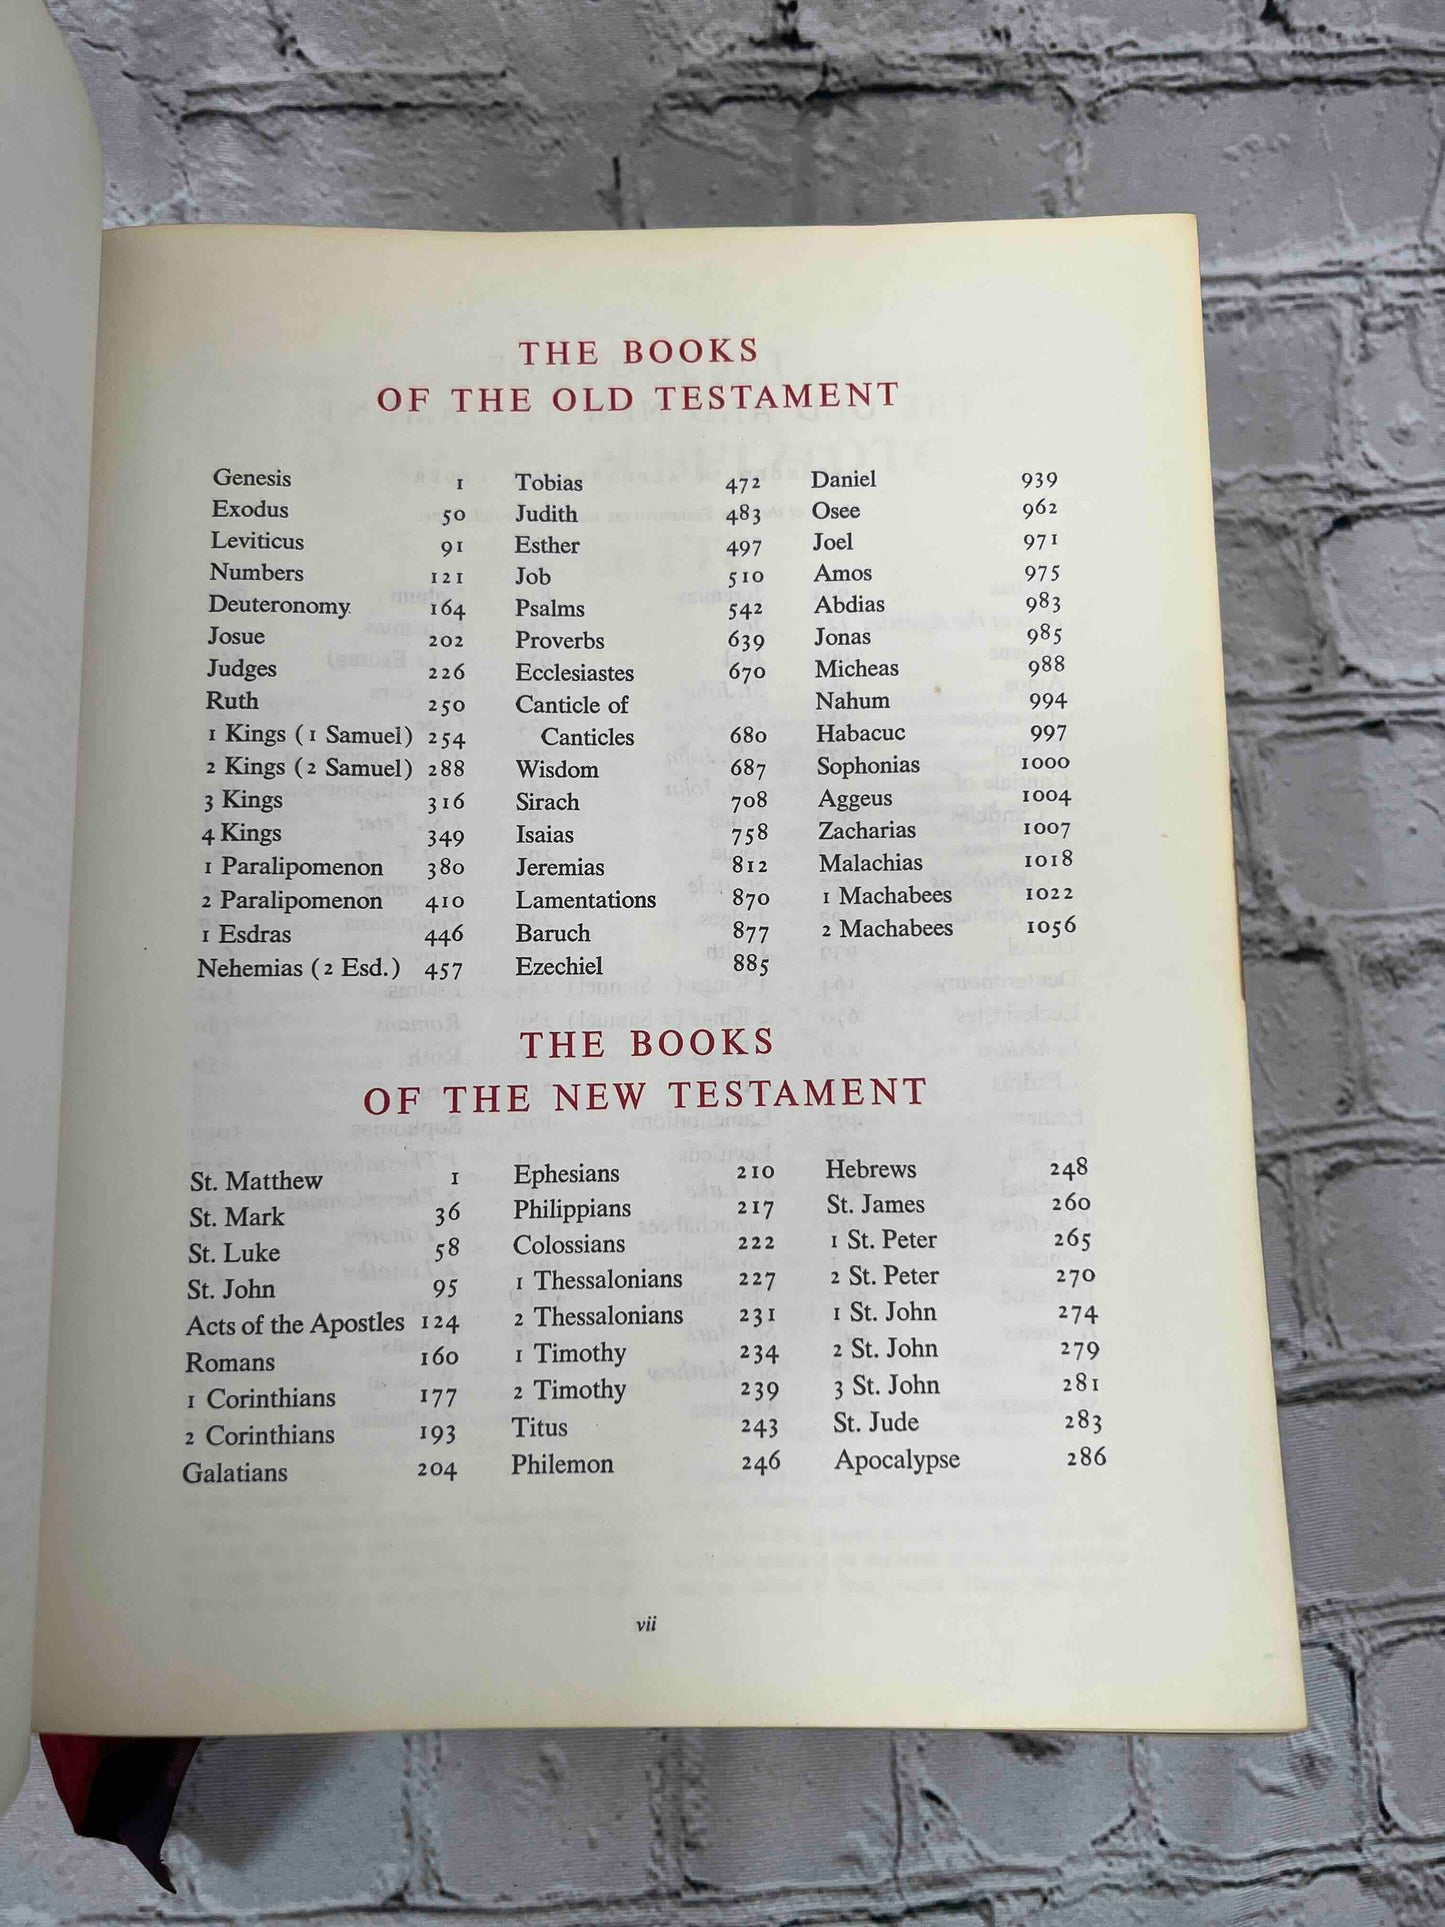 THE BOOKS
OF THE OLD TESTAMENT
Genesis 1
Exodus 50
Leviticus 91
Numbers 121
Deuteronomy 164
Josue 202
Judges 226
Ruth 250
1 Kings (1 Samuel) 254
2 Kings (2 Samuel) 288
3 Kings 316
4 Kings 349
1 Paralipomenon 380
2 Paralipomenon 410
1 Esdras 446
Nehemias (2 Esd.) 457
Tobias 472
Judith 483
Esther 497
Job 510
Psalms 542
Proverbs 639
Ecclesiastes 670
Canticle of
Canticles 680
Wisdom 687
Sirach 708
Isaias 758
Jeremias 812
Lamentations 870
Baruch 877
Ezechiel 885
Daniel 939
Osee 962
Joel 971
Amos 975
Abdias 983
Jonas 985
Micheas 988
Nahum 994
Habacuc 997
Sophonias 1000
Aggeus 1004
Zacharias 1007
Malachias 1018
1 Machabees 1022
2 Machabees 1056
THE BOOKS
OF THE NEW TESTAMENT
St. Matthew 1
St. Mark 36
St. Luke 58
St. John 95
Acts of the Apostles 124
Romans 160
1 Corinthians 177
2 Corinthians 193
Galatians 204
Ephesians 210
Philippians 217
Colossians 222
1 Thessalonians 227
2 Thessalonians 231
1 Timothy 234
2 Timothy 239
Titus 243
Philemon 246
Hebrews 248
St. James 260
1 St. Peter 265
2 St. Peter 270
1 St. John 274
2 St. John 279
3 St. John 281
St. Jude 283
Apocalypse 286
vii